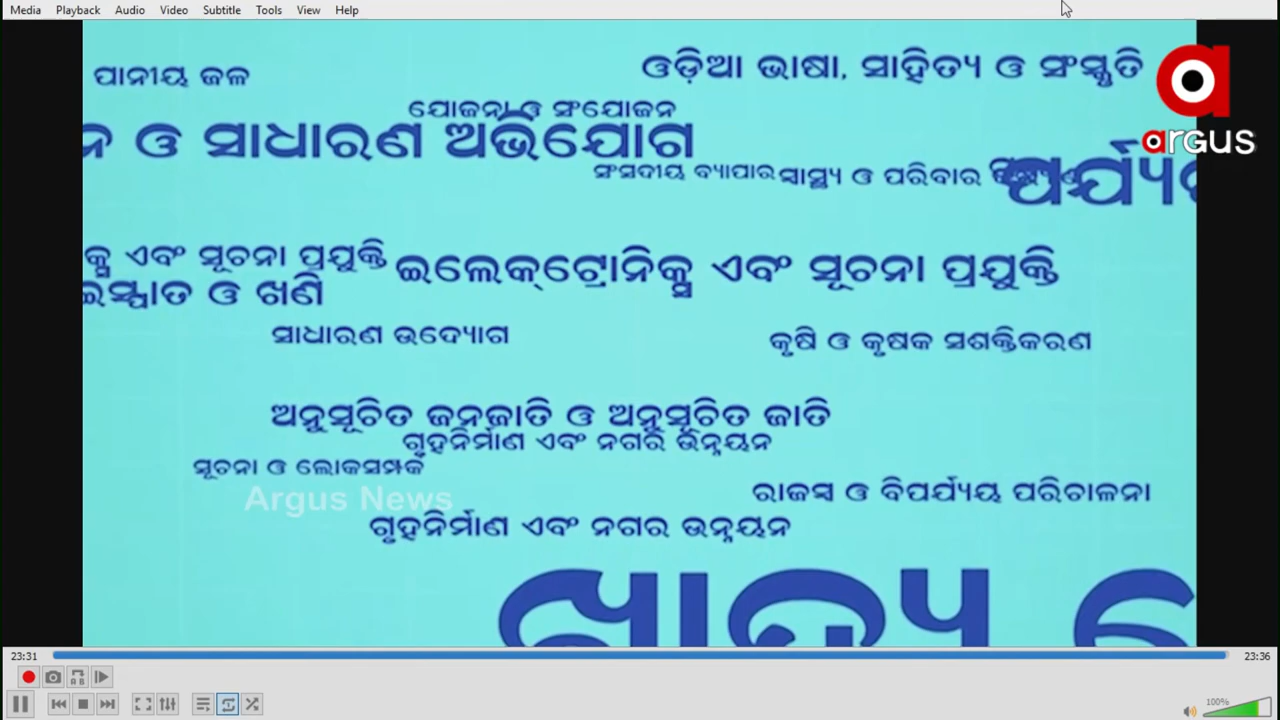 Media Playback Audio Video Subtitle Tools View Help
ପାନୀୟ ଜଳ
ଓଡ଼ିଆ ଭାଷା, ସାହିତ୍ୟ ଓ ସଂସ୍କୃତି
argus
ଯୋଜନା ଓ ସଂଯୋଜନ
ନ ଓ ସାଧାରଣ ଅଭିଯୋଗ
ସଂସଦୀୟ ବ୍ୟାପାର
ସ୍ୱାସ୍ଥ୍ୟ ଓ ପରିବାର
ପର୍ଯ୍ୟ
କ୍ସ ଏବଂ ସୂଚନା ପ୍ରଯୁକ୍ତି
ଇଲେକ୍‌ଟ୍ରୋନିକ୍ସ ଏବଂ ସୂଚନା ପ୍ରଯୁକ୍ତି
ଇସ୍ପାତ ଓ ଖଣି
ସାଧାରଣ ଉଦ୍ୟୋଗ
କୃଷି ଓ କୃଷକ ସଶକ୍ତିକରଣ
ଅନୁସୂଚିତ ଜନଜାତି ଓ ଅନୁସୂଚିତ ଜାତି
ଗୃହନିର୍ମାଣ ଏବଂ ନଗର ଉନ୍ନୟନ
ସୂଚନା ଓ ଲୋକସମ୍ପର୍କ
Argus News
ରାଜସ୍ୱ ଓ ବିପର୍ଯ୍ୟୟ ପରିଚାଳନା
ଗୃହନିର୍ମାଣ ଏବଂ ନଗର ଉନ୍ନୟନ
ଖାଦ୍ୟ
23:31
23:36
100%